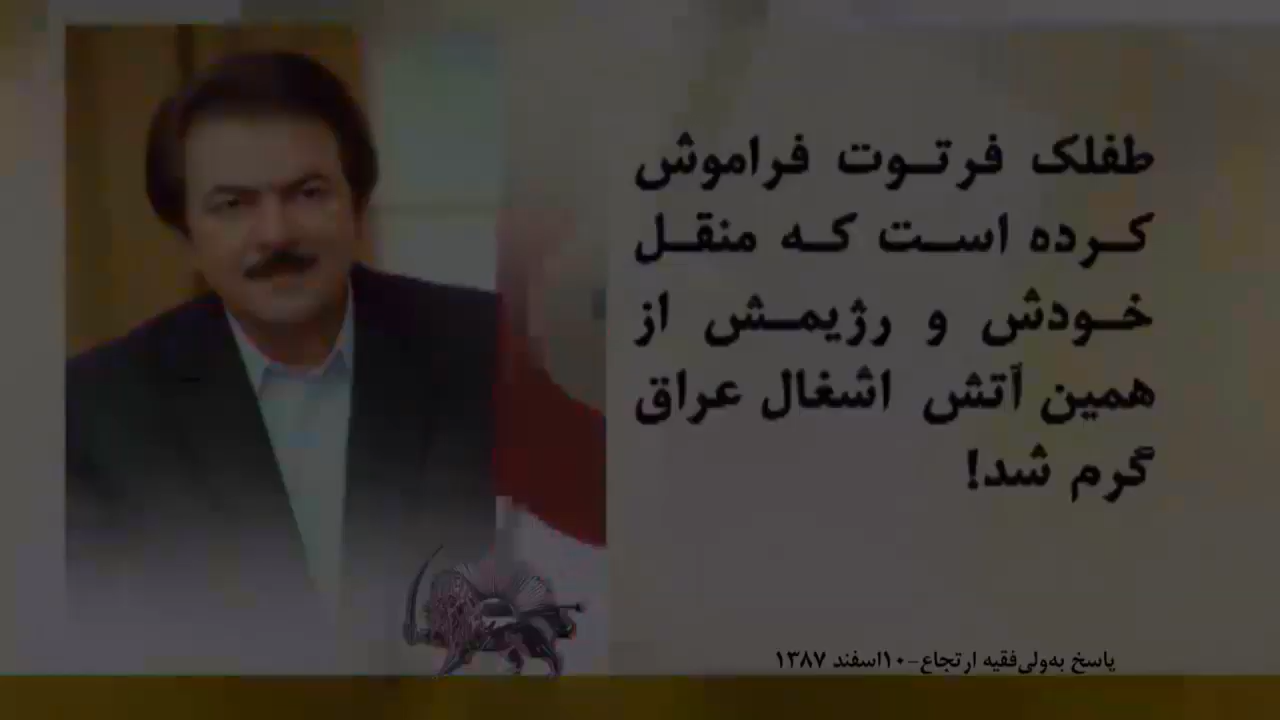 طفلک فرتوت فراموش
کرده است که منقل
خودش و رژیمش از
همین آتش اشغال عراق
گرم شد!
پاسخ به‌ولی‌فقیه ارتجاع-۱۰اسفند ۱۳۸۷